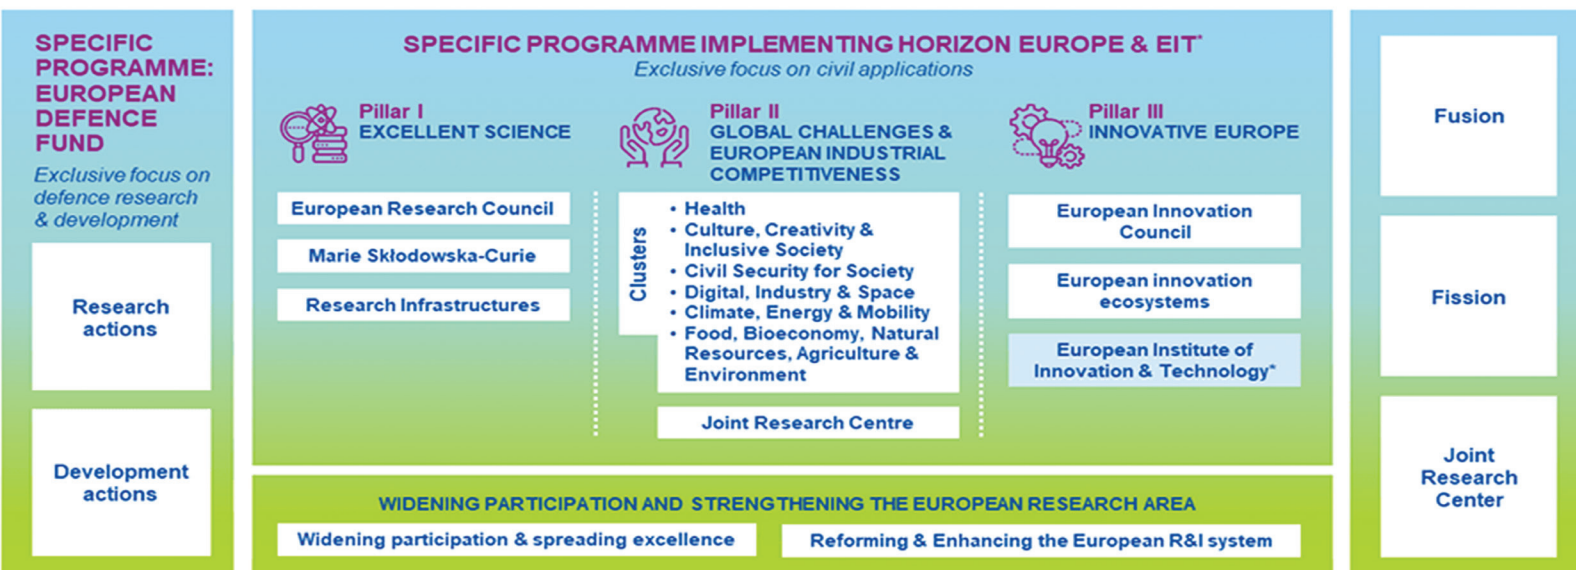 SPECIFIC
PROGRAMME:
EUROPEAN
DEFENCE
FUND
Exclusive focus on
defence research
& development
Research
actions
Development
actions
SPECIFIC PROGRAMME IMPLEMENTING HORIZON EUROPE & EIT*
Exclusive focus on civil applications
Pillar I
EXCELLENT SCIENCE
European Research Council
Marie Skłodowska-Curie
Research Infrastructures
Pillar II
GLOBAL CHALLENGES &
EUROPEAN INDUSTRIAL
COMPETITIVENESS
Clusters
• Health
• Culture, Creativity &
Inclusive Society
• Civil Security for Society
• Digital, Industry & Space
• Climate, Energy & Mobility
• Food, Bioeconomy, Natural
Resources, Agriculture &
Environment
Joint Research Centre
Pillar III
INNOVATIVE EUROPE
European Innovation
Council
European innovation
ecosystems
European Institute of
Innovation & Technology*
WIDENING PARTICIPATION AND STRENGTHENING THE EUROPEAN RESEARCH AREA
Widening participation & spreading excellence
Reforming & Enhancing the European R&I system
Fusion
Fission
Joint
Research
Center